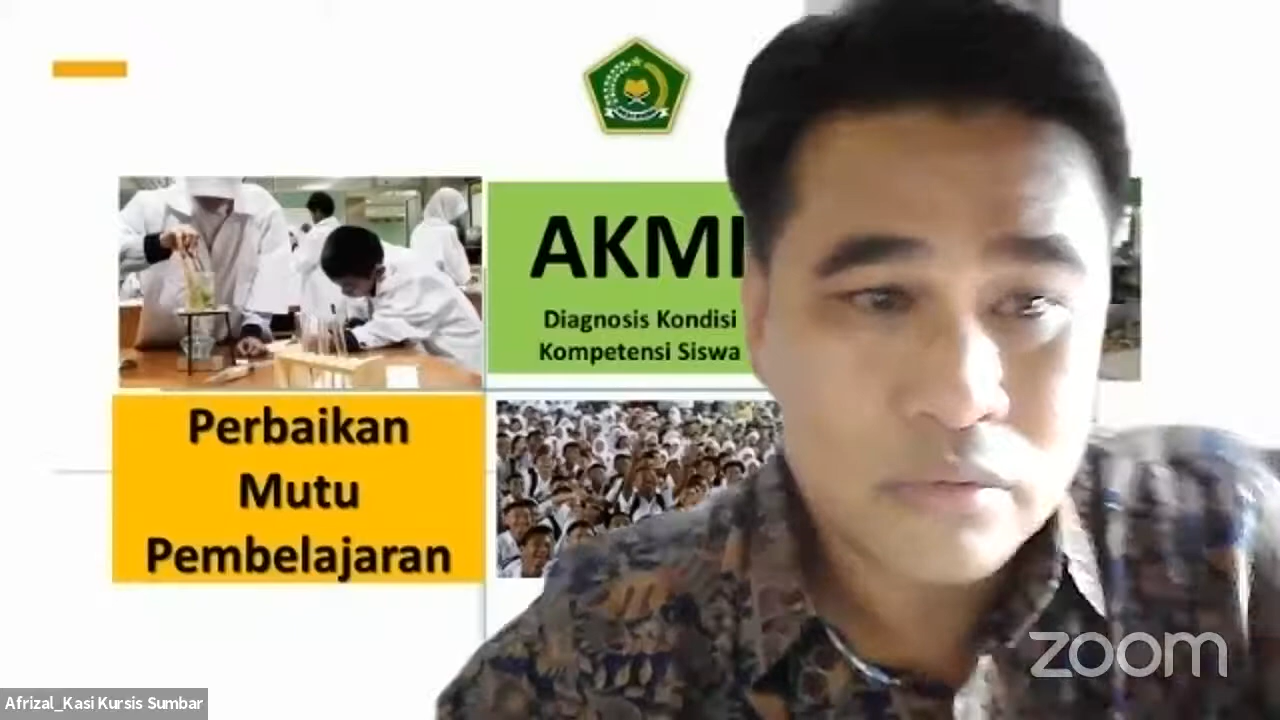 AKMI
Diagnosis Kondisi
Kompetensi Siswa
Perbaikan
Mutu
Pembelajaran
zoom
Afrizal_Kasi Kursis Sumbar